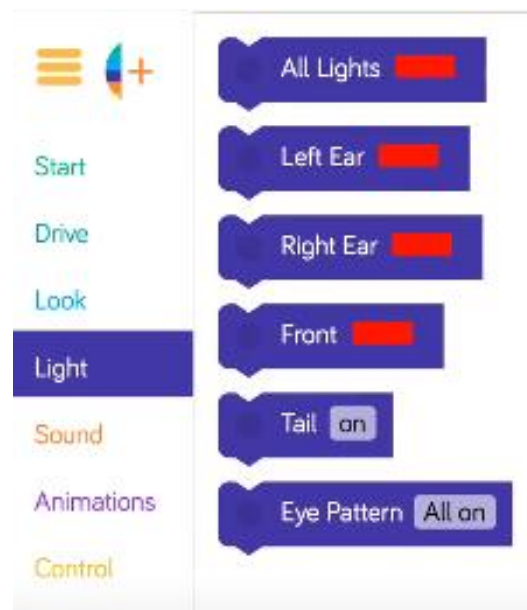 Start
Drive
Look
Light
Sound
Animations
Control
All Lights
Left Ear
Right Ear
Front
Tail on
Eye Pattern All on